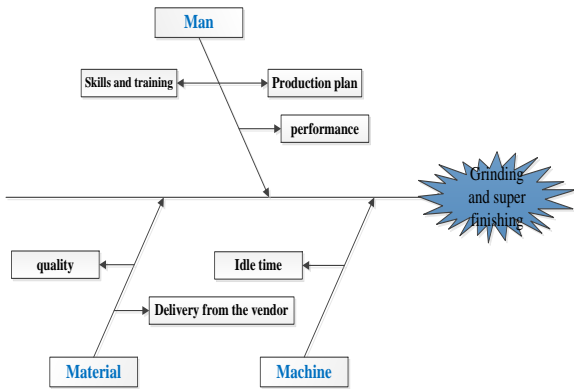 Man
Skills and training
Production plan
performance
Grinding
and super
finishing
quality
Idle time
Delivery from the vendor
Material
Machine